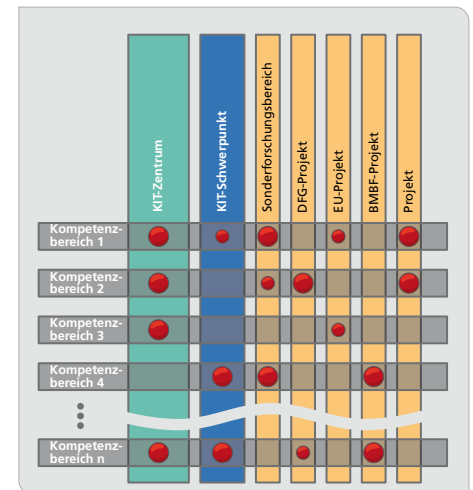 KIT-Zentrum
KIT-Schwerpunkt
Sonderforschungsbereich
DFG-Projekt
EU-Projekt
BMBF-Projekt
Projekt
Kompetenz-
bereich 1
Kompetenz-
bereich 2
Kompetenz-
bereich 3
Kompetenz-
bereich 4
Kompetenz-
bereich n